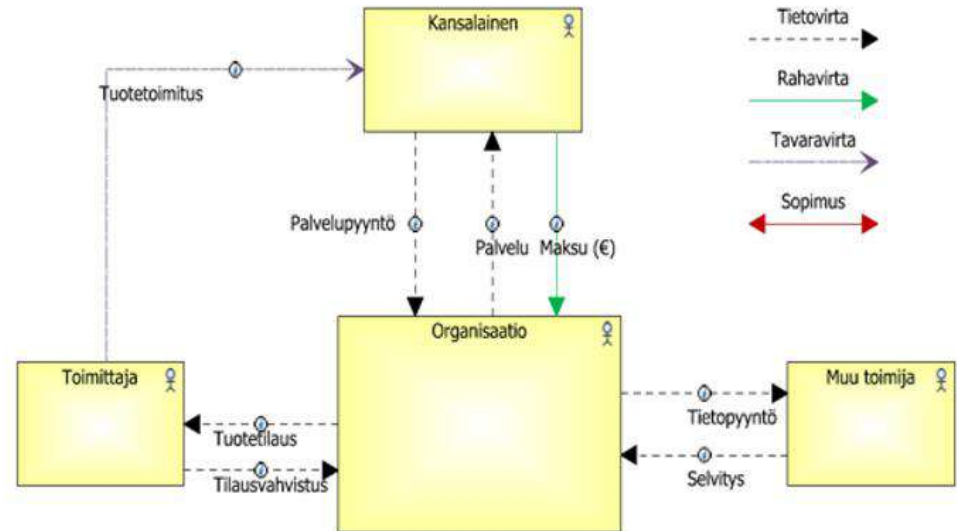 Kansalainen
Tietovirta
Tuotetoimitus
Rahavirta
Tavaravirta
Sopimus
Palvelupyyntö
Palvelu
Maksu (€)
Organisaatio
Toimittaja
Muu toimija
Tuotetilaus
Tietopyyntö
Tilausvahvistus
Selvitys